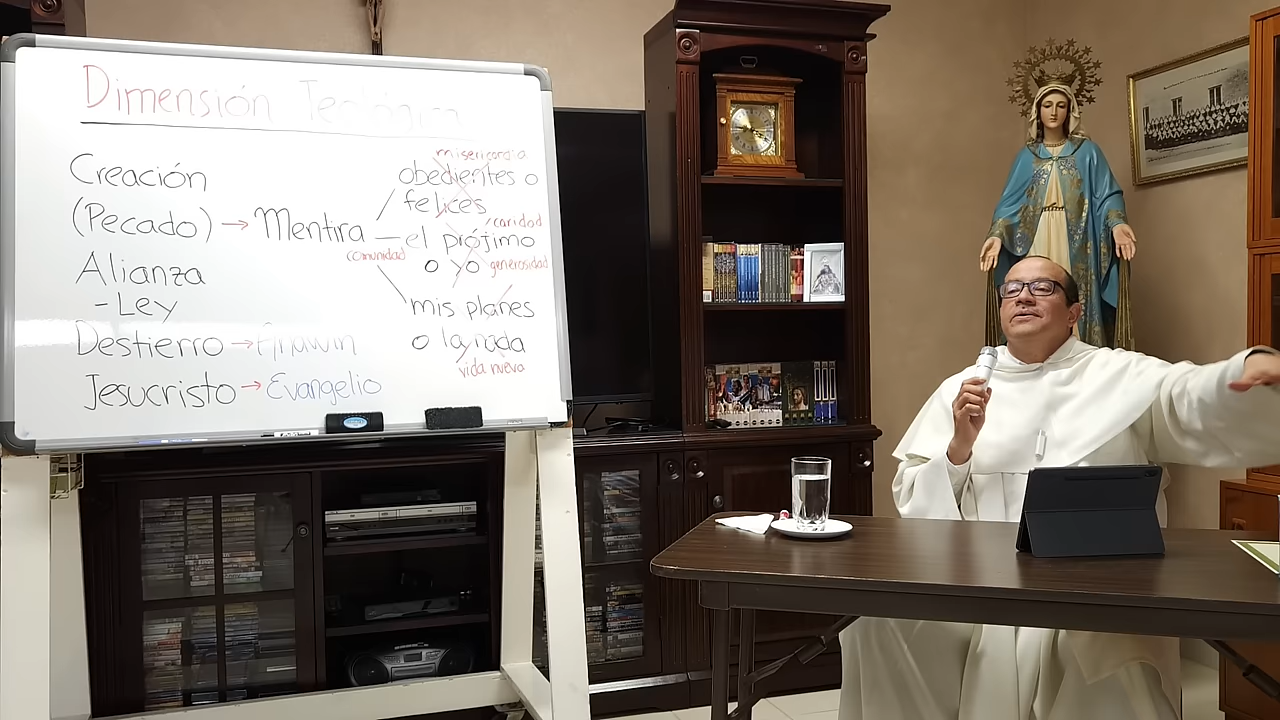 Dimensión Teológica
Creación
(Pecado) → Mentira
Alianza
- Ley
Destierro → Anawin
Jesucristo → Evangelio
misericordia
obedientes o
felices
caridad
el prójimo
comunidad
o yo generosidad
mis planes
o la nada
vida nueva